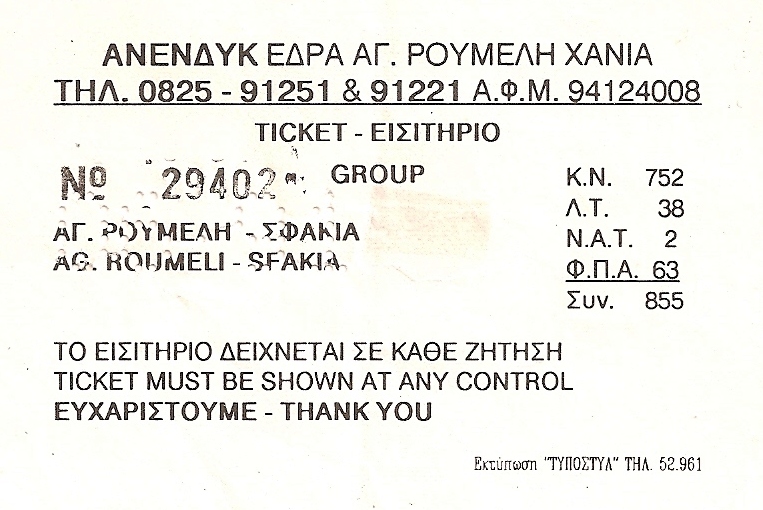 ΑΝΕΝΔΥΚ ΕΔΡΑ ΑΓ. ΡΟΥΜΕΛΗ ΧΑΝΙΑ
ΤΗΛ. 0825 - 91251 & 91221 Α.Φ.Μ. 94124008
TICKET - ΕΙΣΙΤΗΡΙΟ
Nº 29402 GROUP
ΑΓ. ΡΟΥΜΕΛΗ - ΣΦΑΚΙΑ
AG. ROUMELI - SFAKIA
Κ.Ν. 752
Λ.Τ. 38
Ν.Α.Τ. 2
Φ.Π.Α. 63
Συν. 855
ΤΟ ΕΙΣΙΤΗΡΙΟ ΔΕΙΧΝΕΤΑΙ ΣΕ ΚΑΘΕ ΖΗΤΗΣΗ
TICKET MUST BE SHOWN AT ANY CONTROL
ΕΥΧΑΡΙΣΤΟΥΜΕ - THANK YOU
Εκτύπωση "ΤΥΠΟΣΤΥΛ" ΤΗΛ. 52.961